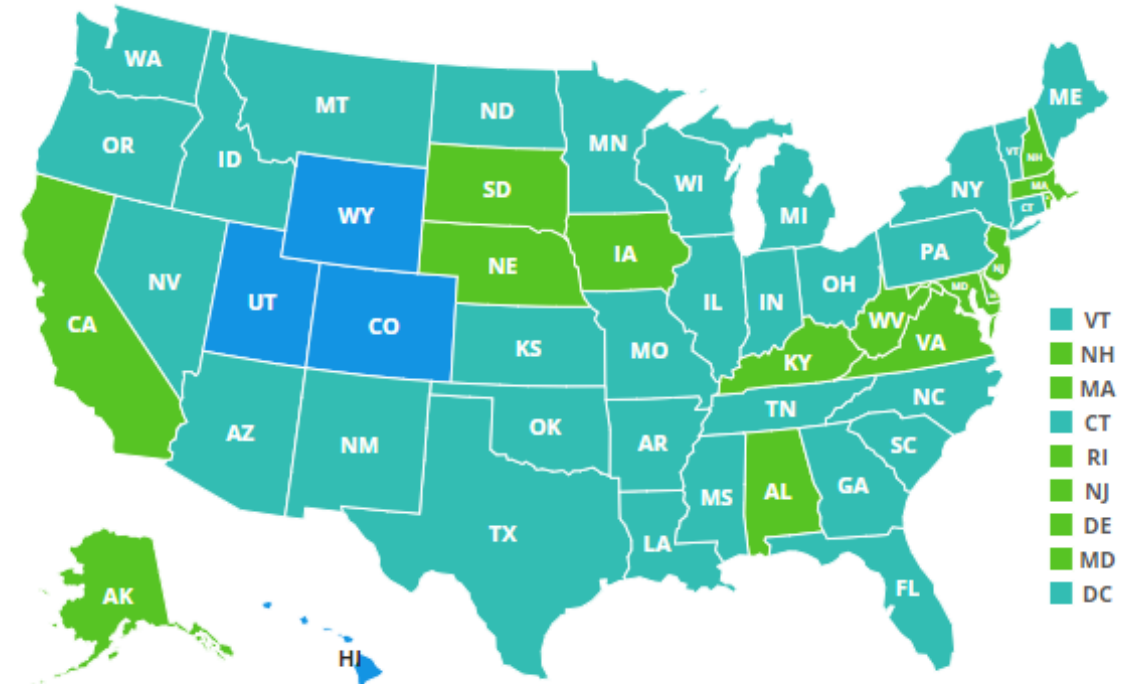 WA
MT
ND
MN
ME
OR
ID
SD
WI
MI
NY
VT
NH
MA
CT
WY
NE
IA
PA
NJ
NV
UT
CO
IL
IN
OH
MD
CA
KS
MO
KY
WV
VA
AZ
NM
OK
AR
TN
NC
SC
MS
AL
GA
TX
LA
FL
AK
HI
VT
NH
MA
CT
RI
NJ
DE
MD
DC